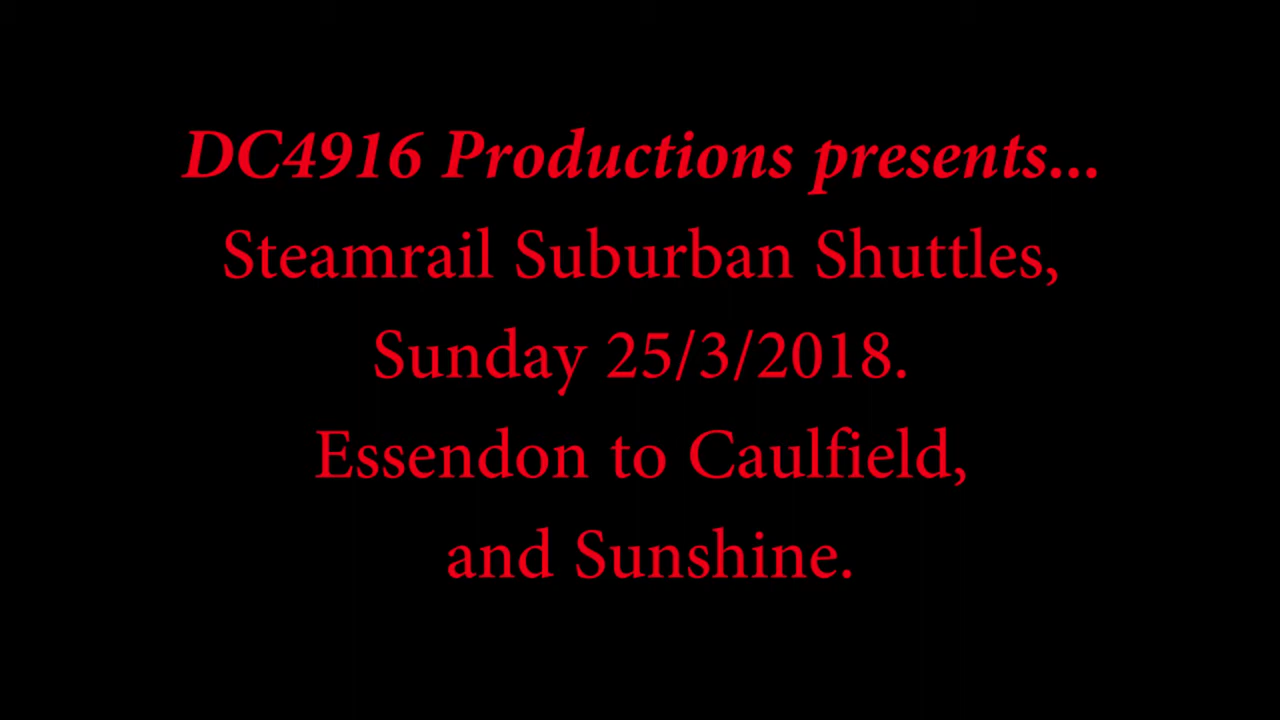 DC4916 Productions presents...
Steamrail Suburban Shuttles,
Sunday 25/3/2018.
Essendon to Caulfield,
and Sunshine.